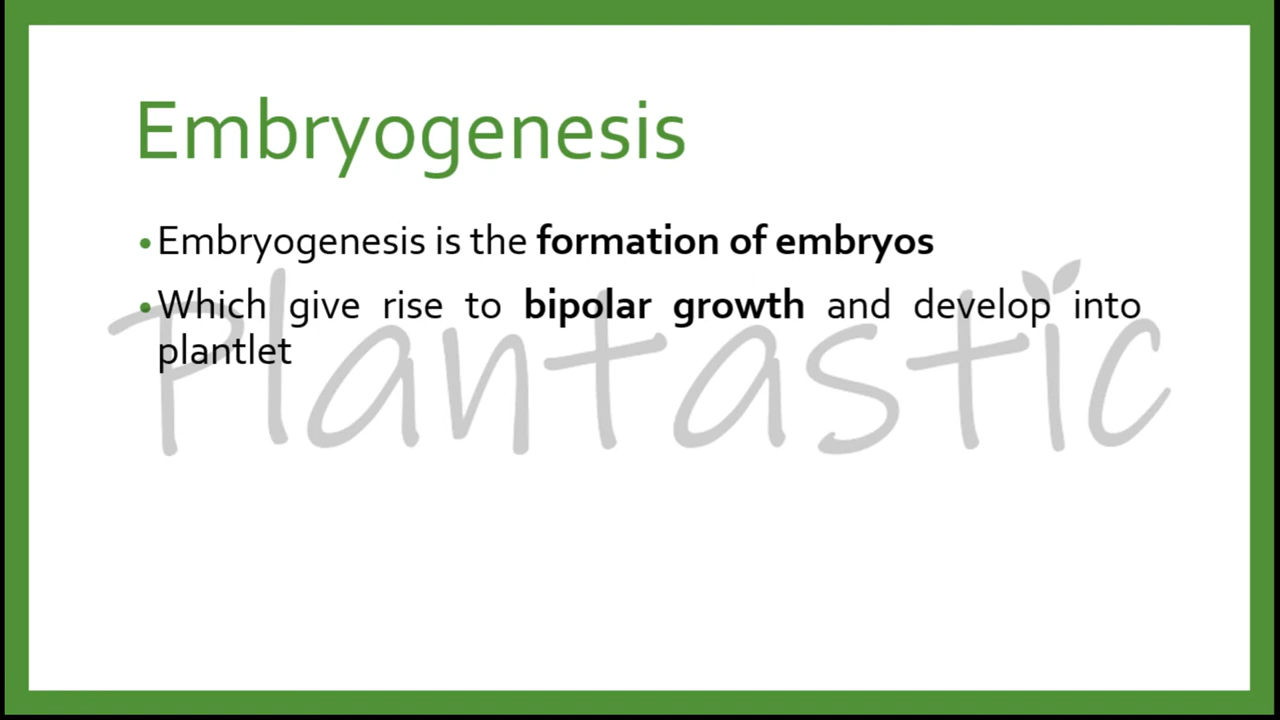 Embryogenesis
•Embryogenesis is the formation of embryos
•Which give rise to bipolar growth and develop into
plantlet
Plantastic